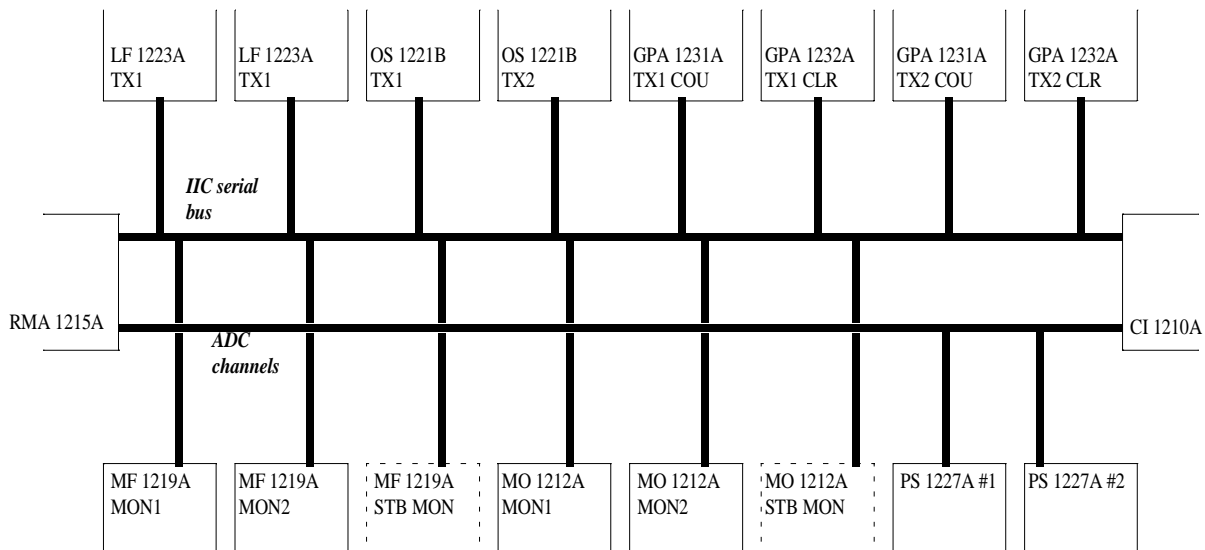 LF 1223A
TX1
LF 1223A
TX1
OS 1221B
TX1
OS 1221B
TX2
GPA 1231A
TX1 COU
GPA 1232A
TX1 CLR
GPA 1231A
TX2 COU
GPA 1232A
TX2 CLR
IIC serial
bus
RMA 1215A
ADC
channels
CI 1210A
MF 1219A
MON1
MF 1219A
MON2
MF 1219A
STB MON
MO 1212A
MON1
MO 1212A
MON2
MO 1212A
STB MON
PS 1227A #1
PS 1227A #2